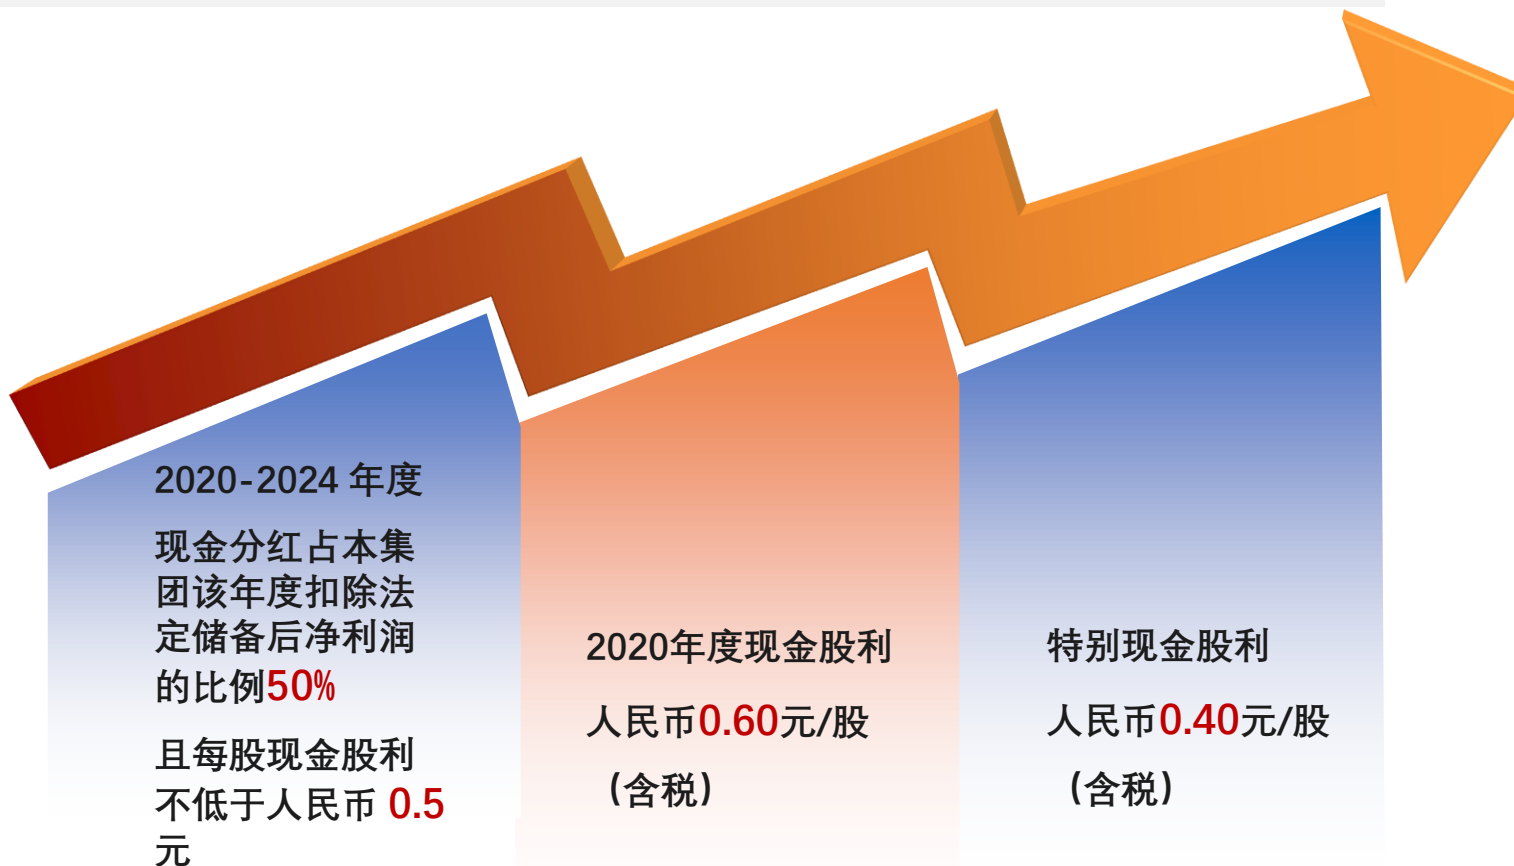 2020-2024 年度
现金分红占本集
团该年度扣除法
定储备后净利润
的比例50%
且每股现金股利
不低于人民币 0.5
元
2020年度现金股利
人民币0.60元/股
(含税)
特别现金股利
人民币0.40元/股
(含税)